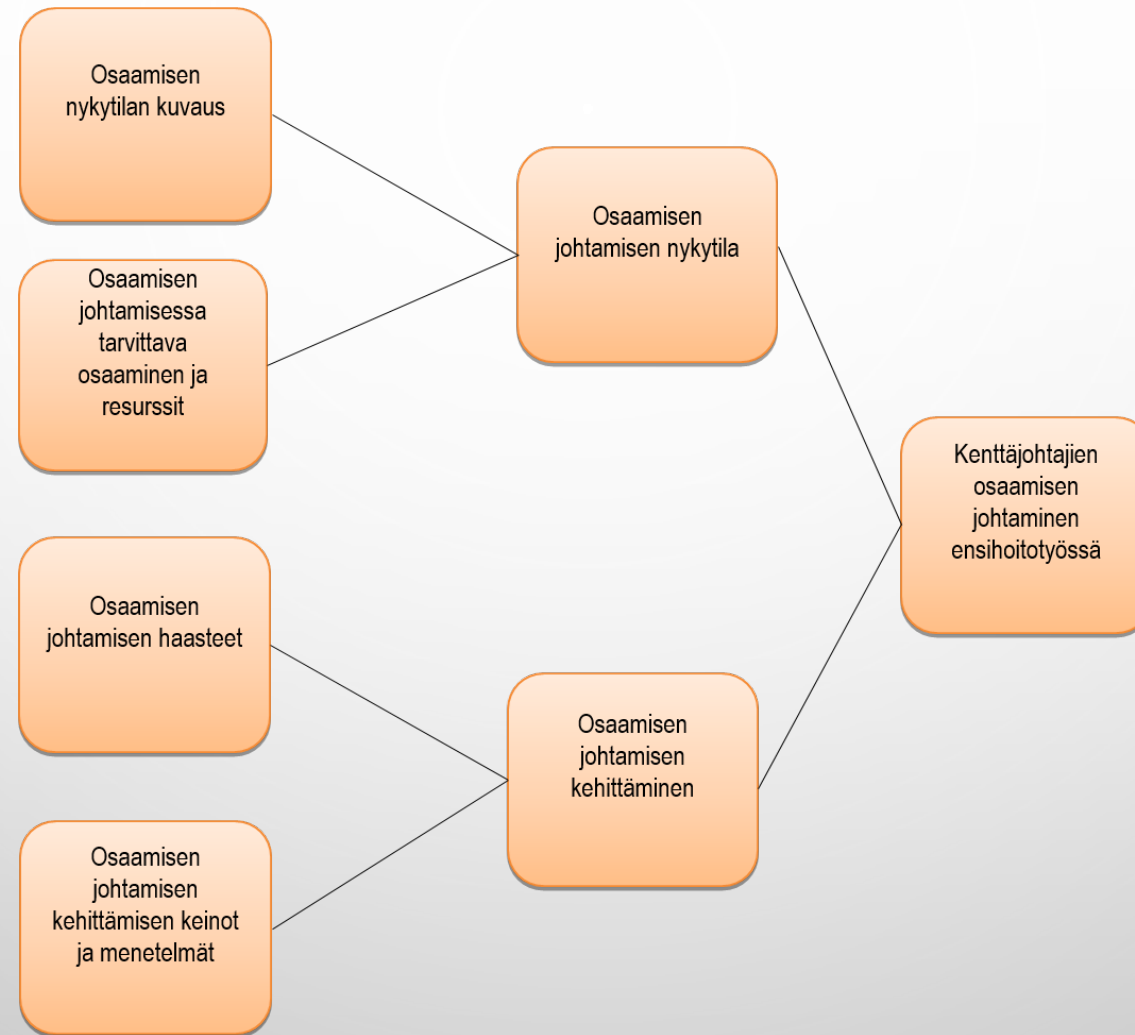 Osaamisen
nykytilan kuvaus
Osaamisen
johtamisessa
tarvittava
osaaminen ja
resurssit
Osaamisen
johtamisen haasteet
Osaamisen
johtamisen
kehittämisen keinot
ja menetelmät
Osaamisen
johtamisen nykytila
Osaamisen
johtamisen
kehittäminen
Kenttäjohtajien
osaamisen
johtaminen
ensihoitotyössä